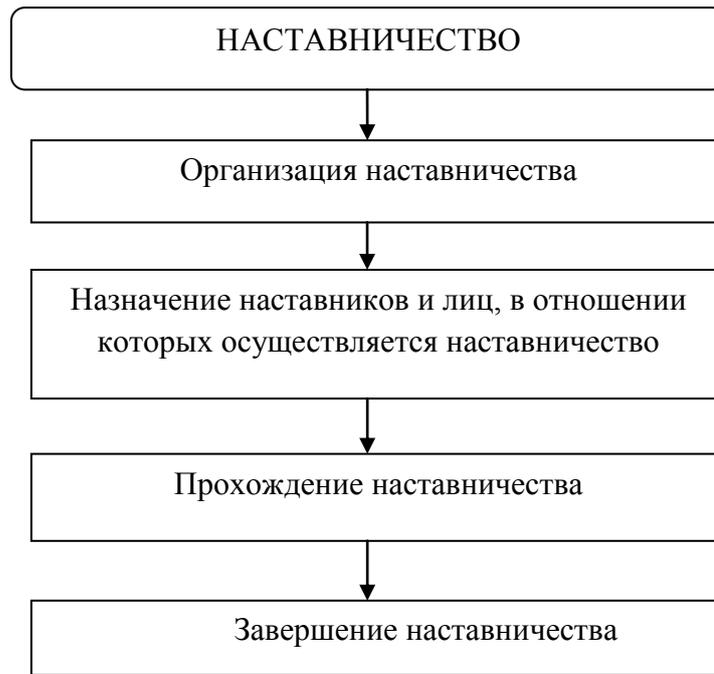 НАСТАВНИЧЕСТВО
Организация наставничества
Назначение наставников и лиц, в отношении
которых осуществляется наставничество
Прохождение наставничества
Завершение наставничества